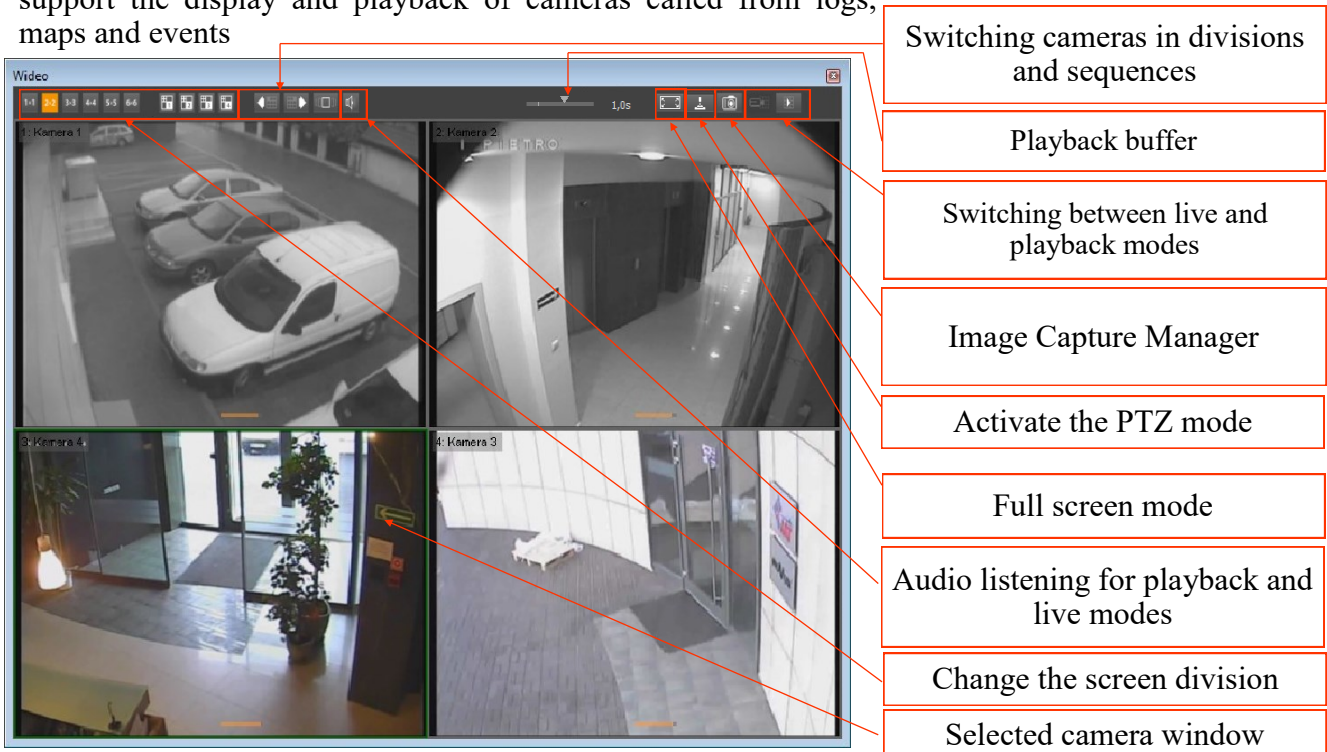 support the display and playback of cameras called from logs,
maps and events
Wideo
1×1 2-2 3-3 4-4 5-5 6-6
1,0s
1: Kamera 1
2: Kamera 2
PIETRO
3: Kamera 4
4: Kamera 3
Switching cameras in divisions
and sequences
Playback buffer
Switching between live and
playback modes
Image Capture Manager
Activate the PTZ mode
Full screen mode
Audio listening for playback and
live modes
Change the screen division
Selected camera window